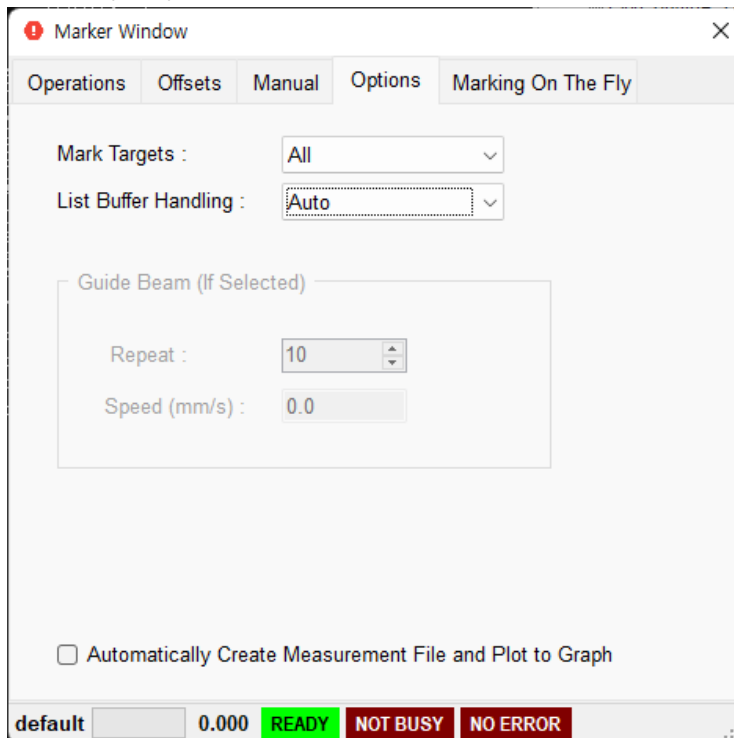 Marker Window
Operations Offsets Manual Options Marking On The Fly
Mark Targets : All
List Buffer Handling : Auto
Guide Beam (If Selected)
Repeat : 10
Speed (mm/s) : 0.0
Automatically Create Measurement File and Plot to Graph
default 0.000 READY NOT BUSY NO ERROR